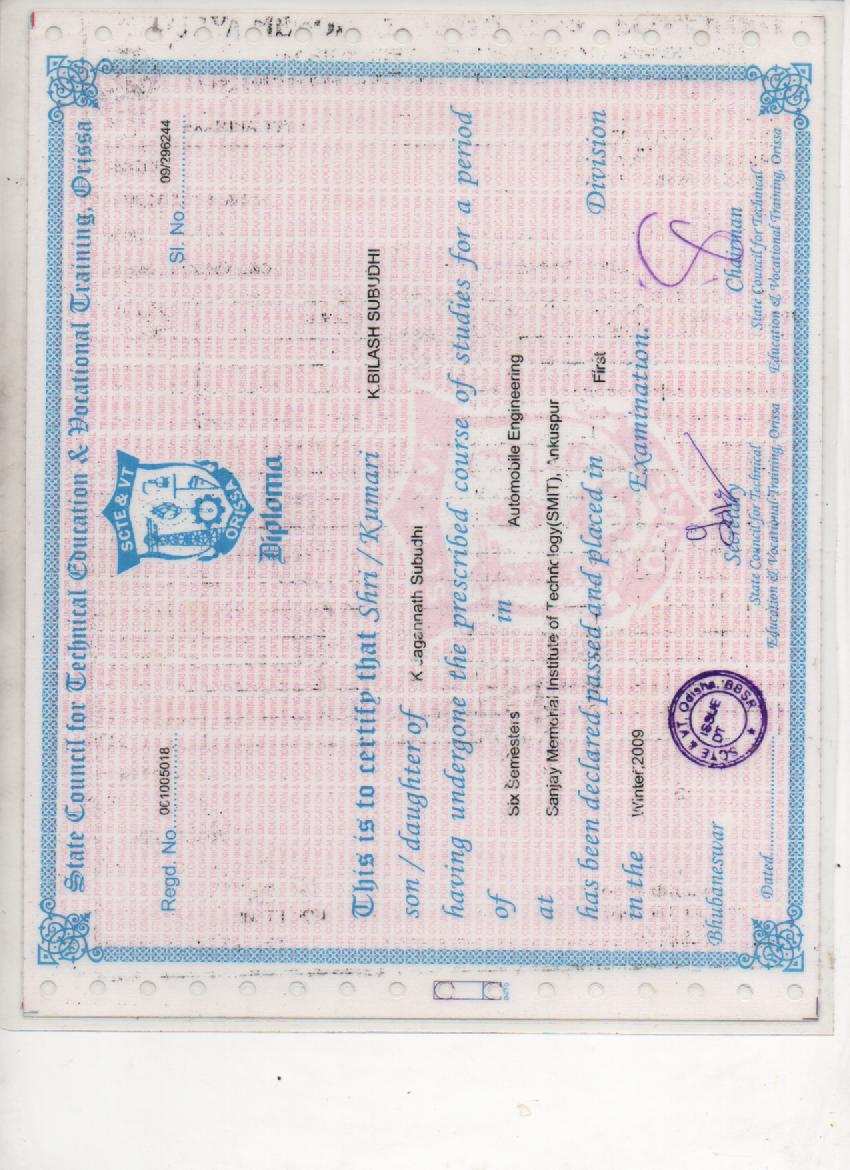 State Council for Technical Education & Vocational Training, Orissa
Regd. No. 001005018
Sl. No. 09/296244
SCTE & VT
ORISSA
Diploma
This is to certify that Shri / Kumari K.BILASH SUBUDHI
son / daughter of K Jagannath Subudhi
having undergone the prescribed course of studies for a period
of Six Semesters in Automobile Engineering
at Sanjay Memorial Institute of Technology(SMIT), Ankuspur
has been declared passed and placed in First Division
in the Winter,2009 Examination.
Bhubaneswar
Dated
SCTE & VT, Odisha, BBSR
ISSUE
DT
Secretary
State Council for Technical
Education & Vocational Training, Orissa
Chairman
State Council for Technical
Education & Vocational Training, Orissa